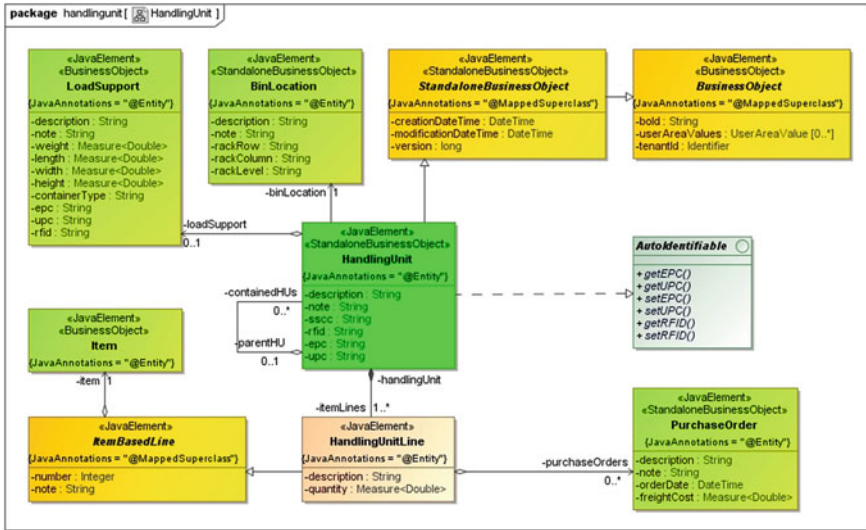 package handlingunit[ HandlingUnit ]
«JavaElement»
«BusinessObject»
LoadSupport
{JavaAnnotations = "@Entity"}
-description : String
-note : String
-weight : Measure<Double>
-length : Measure<Double>
-width : Measure<Double>
-height : Measure<Double>
-containerType : String
-epc : String
-upc : String
-rfid : String
«JavaElement»
«StandaloneBusinessObject»
BinLocation
{JavaAnnotations = "@Entity"}
-description : String
-note : String
-rackRow : String
-rackColumn : String
-rackLevel : String
«JavaElement»
«StandaloneBusinessObject»
StandaloneBusinessObject
{JavaAnnotations = "@MappedSuperclass"}
-creationDateTime : DateTime
-modificationDateTime : DateTime
-version : long
«JavaElement»
«BusinessObject»
BusinessObject
{JavaAnnotations = "@MappedSuperclass"}
-boId : String
-userAreaValues : UserAreaValue [0..*]
-tenantId : Identifier
-binLocation 1
-loadSupport
0..1
«JavaElement»
«StandaloneBusinessObject»
HandlingUnit
{JavaAnnotations = "@Entity"}
-description : String
-note : String
-sscc : String
-rfid : String
-epc : String
-upc : String
-containedHUs
0..*
-parentHU
0..1
AutoIdentifiable
+ getEPC()
+ getUPC()
+ setEPC()
+ setUPC()
+ getRFID()
+ setRFID()
«JavaElement»
«BusinessObject»
Item
{JavaAnnotations = "@Entity"}
-item 1
-handlingUnit
-itemLines 1..*
«JavaElement»
ItemBasedLine
{JavaAnnotations = "@MappedSuperclass"}
-number : Integer
-note : String
«JavaElement»
HandlingUnitLine
{JavaAnnotations = "@Entity"}
-description : String
-quantity : Measure<Double>
-purchaseOrders
0..*
«JavaElement»
«StandaloneBusinessObject»
PurchaseOrder
{JavaAnnotations = "@Entity"}
-description : String
-note : String
-orderDate : DateTime
-freightCost : Measure<Double>